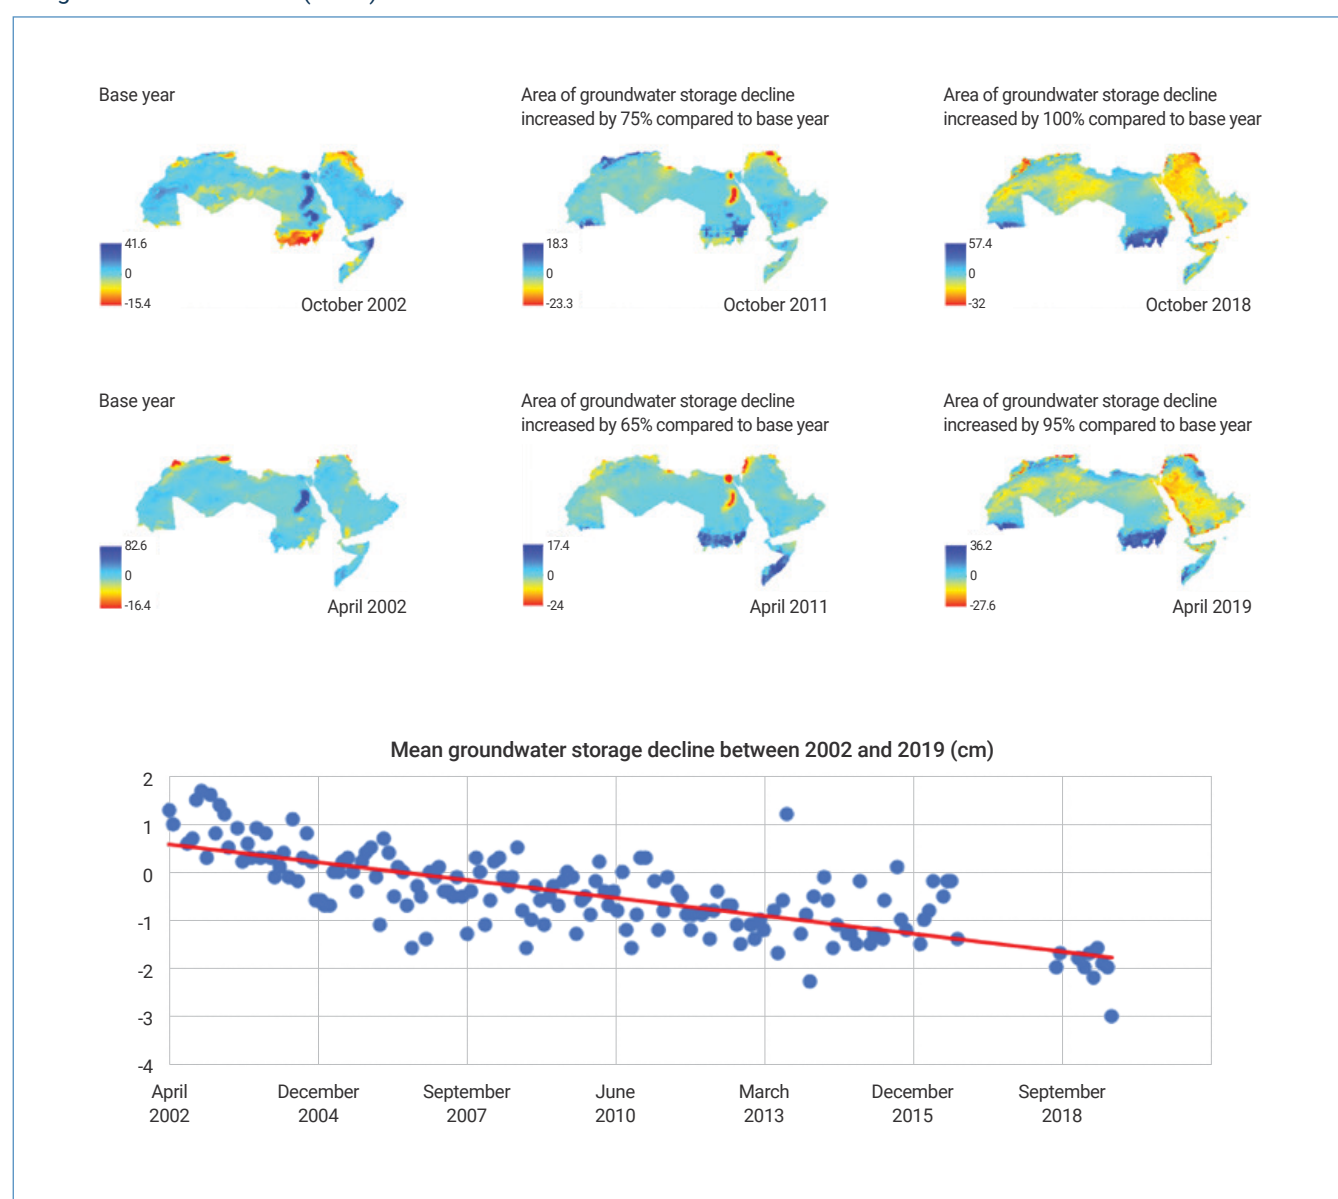 Base year
Area of groundwater storage decline
increased by 75% compared to base year
Area of groundwater storage decline
increased by 100% compared to base year
41.6
0
-15.4
October 2002
18.3
0
-23.3
October 2011
57.4
0
-32
October 2018
Base year
Area of groundwater storage decline
increased by 65% compared to base year
Area of groundwater storage decline
increased by 95% compared to base year
82.6
0
-16.4
April 2002
17.4
0
-24
April 2011
36.2
0
-27.6
April 2019
Mean groundwater storage decline between 2002 and 2019 (cm)
2
1
0
-1
-2
-3
-4
April
2002
December
2004
September
2007
June
2010
March
2013
December
2015
September
2018